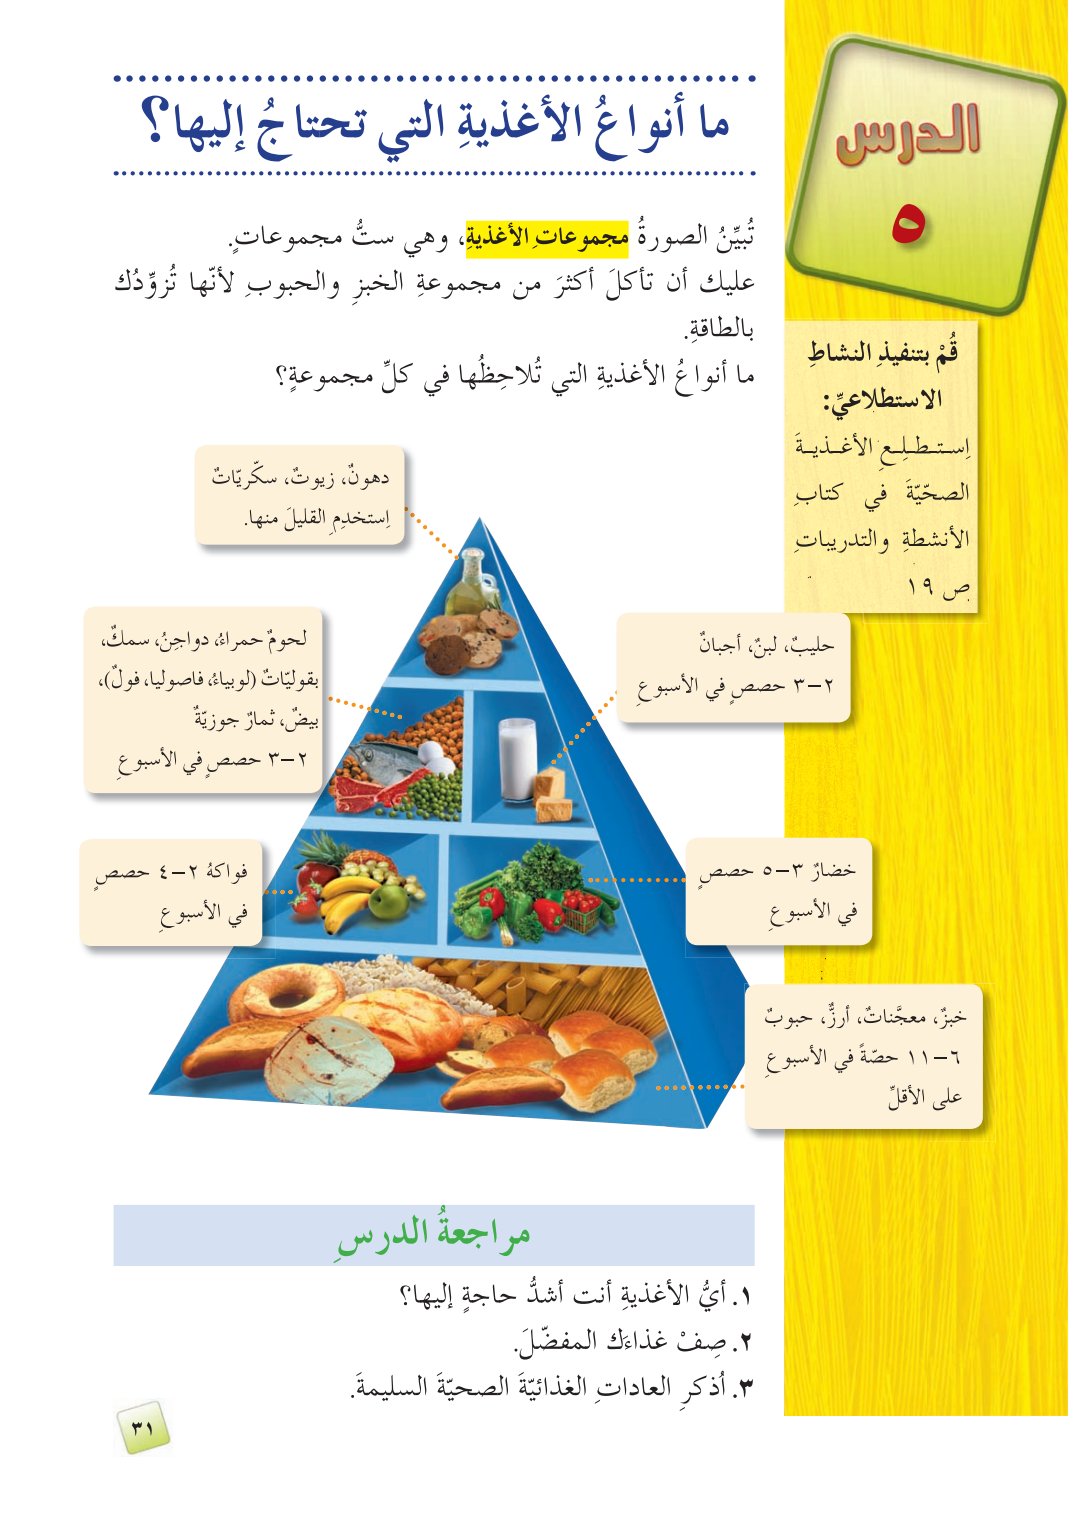 الدرس
٥
ما أنواعُ الأغذيةِ التي تحتاجُ إليها؟
تُبيِّنُ الصورةُ مجموعاتِ الأغذيةِ، وهي ستُّ مجموعاتٍ.
عليك أن تأكلَ أكثرَ من مجموعةِ الخبزِ والحبوبِ لأنّها تُزوِّدُك
بالطاقةِ.
ما أنواعُ الأغذيةِ التي تُلاحِظُها في كلِّ مجموعةٍ؟
قُمْ بتنفيذِ النشاطِ
الاستطلاعيِّ:
اِستـطـلِـعِ الأغـذيـةَ
الصحّيّةَ في كتابِ
الأنشطةِ والتدريباتِ
ص ١٩
دهونٌ، زيوتٌ، سكّريّاتٌ
اِستخدِمِ القليلَ منها.
لحومٌ حمراءُ، دواجنُ، سمكٌ،
بقوليّاتٌ (لوبياءُ، فاصوليا، فولٌ)،
بيضٌ، ثمارٌ جوزيّةٌ
٢–٣ حصصٍ في الأسبوعِ
حليبٌ، لبنٌ، أجبانٌ
٢–٣ حصصٍ في الأسبوعِ
فواكهُ ٢–٤ حصصٍ
في الأسبوعِ
خضارٌ ٣–٥ حصصٍ
في الأسبوعِ
خبزٌ، معجَّناتٌ، أرزٌّ، حبوبٌ
٦–١١ حصّةً في الأسبوعِ
على الأقلِّ
مراجعةُ الدرسِ
١. أيُّ الأغذيةِ أنت أشدُّ حاجةٍ إليها؟
٢. صِفْ غذاءَك المفضّلَ.
٣. اُذكرِ العاداتِ الغذائيّةَ الصحيّةَ السليمةَ.
٣١